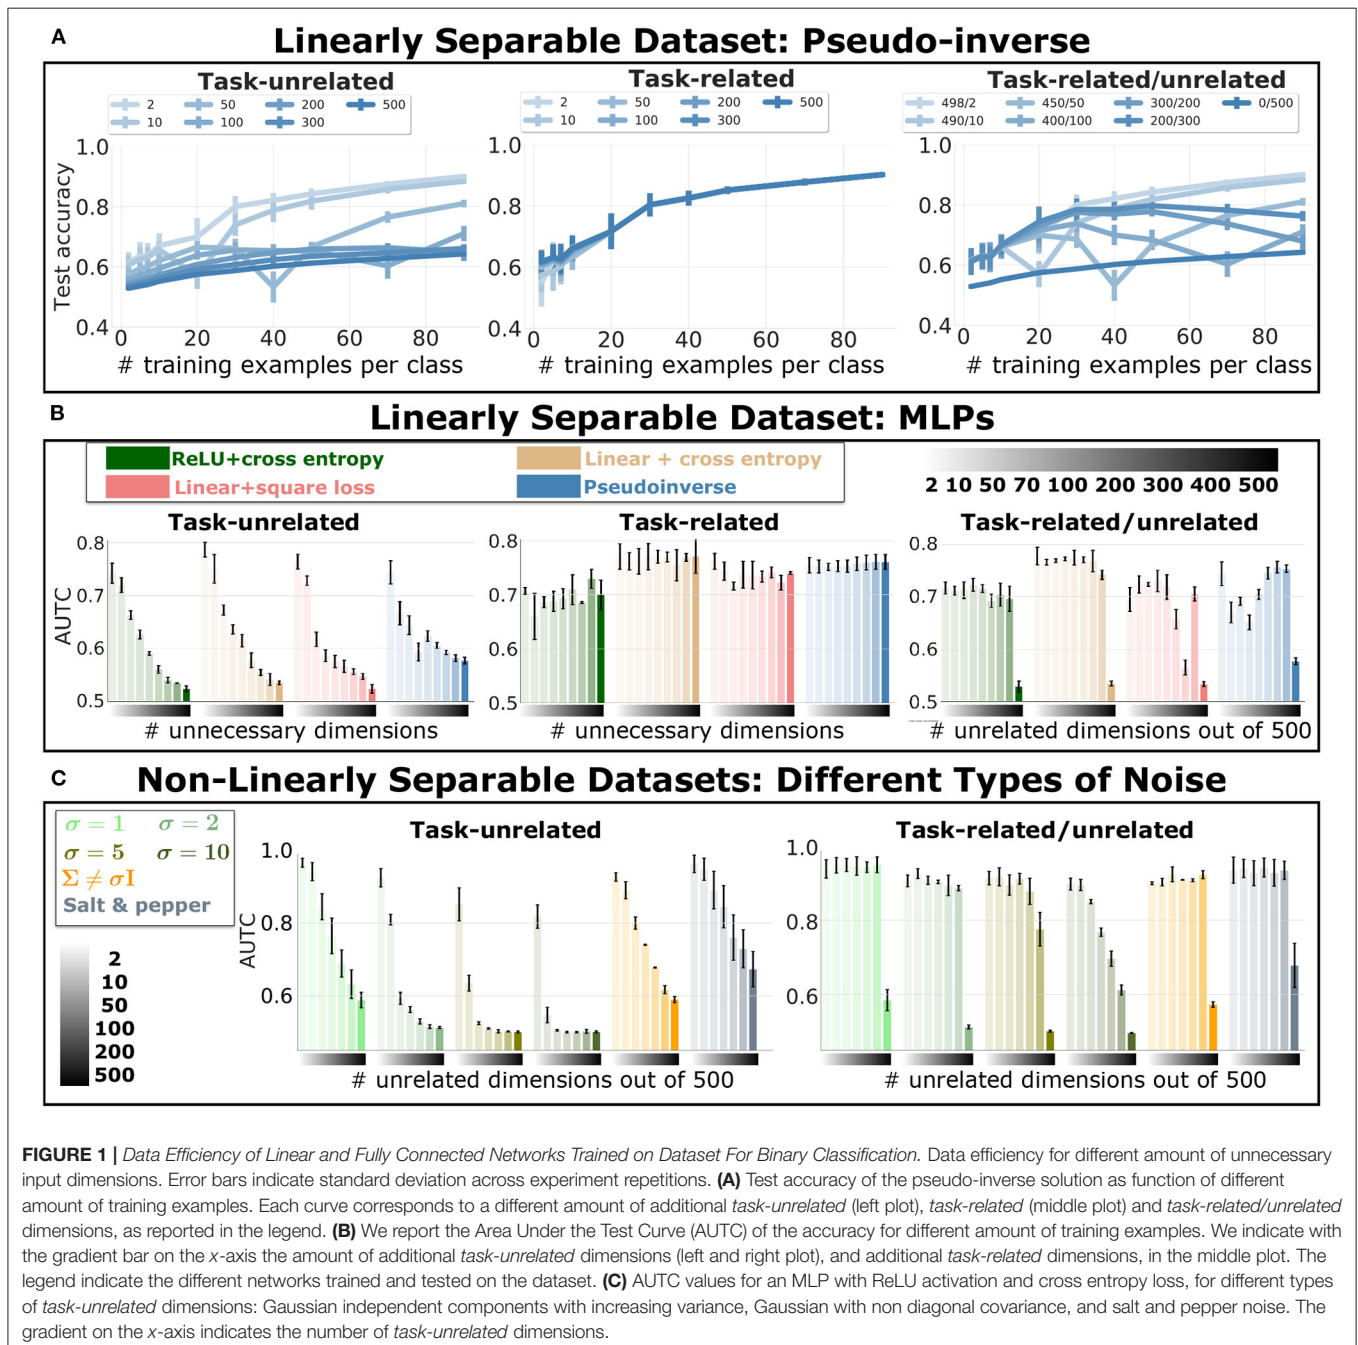 A
Linearly Separable Dataset: Pseudo-inverse
Task-unrelated
2 50 200 500
10 100 300
Task-related
2 50 200 500
10 100 300
Task-related/unrelated
498/2 450/50 300/200 0/500
490/10 400/100 200/300
Test accuracy
1.0
0.8
0.6
0.4
0 20 40 60 80
# training examples per class
1.0
0.8
0.6
0.4
0 20 40 60 80
# training examples per class
1.0
0.8
0.6
0.4
0 20 40 60 80
# training examples per class
B
Linearly Separable Dataset: MLPs
ReLU+cross entropy
Linear + cross entropy
Linear+square loss
Pseudoinverse
2 10 50 70 100 200 300 400 500
Task-unrelated
Task-related
Task-related/unrelated
AUTC
0.8
0.7
0.6
0.5
# unnecessary dimensions
0.8
0.7
0.6
0.5
# unnecessary dimensions
0.8
0.7
0.6
0.5
# unrelated dimensions out of 500
C
Non-Linearly Separable Datasets: Different Types of Noise
σ = 1 σ = 2
σ = 5 σ = 10
Σ ≠ σI
Salt & pepper
2
10
50
100
200
500
Task-unrelated
AUTC
1.0
0.8
0.6
# unrelated dimensions out of 500
Task-related/unrelated
1.0
0.8
0.6
# unrelated dimensions out of 500
FIGURE 1 | Data Efficiency of Linear and Fully Connected Networks Trained on Dataset For Binary Classification. Data efficiency for different amount of unnecessary
input dimensions. Error bars indicate standard deviation across experiment repetitions. (A) Test accuracy of the pseudo-inverse solution as function of different
amount of training examples. Each curve corresponds to a different amount of additional task-unrelated (left plot), task-related (middle plot) and task-related/unrelated
dimensions, as reported in the legend. (B) We report the Area Under the Test Curve (AUTC) of the accuracy for different amount of training examples. We indicate with
the gradient bar on the x-axis the amount of additional task-unrelated dimensions (left and right plot), and additional task-related dimensions, in the middle plot. The
legend indicate the different networks trained and tested on the dataset. (C) AUTC values for an MLP with ReLU activation and cross entropy loss, for different types
of task-unrelated dimensions: Gaussian independent components with increasing variance, Gaussian with non diagonal covariance, and salt and pepper noise. The
gradient on the x-axis indicates the number of task-unrelated dimensions.